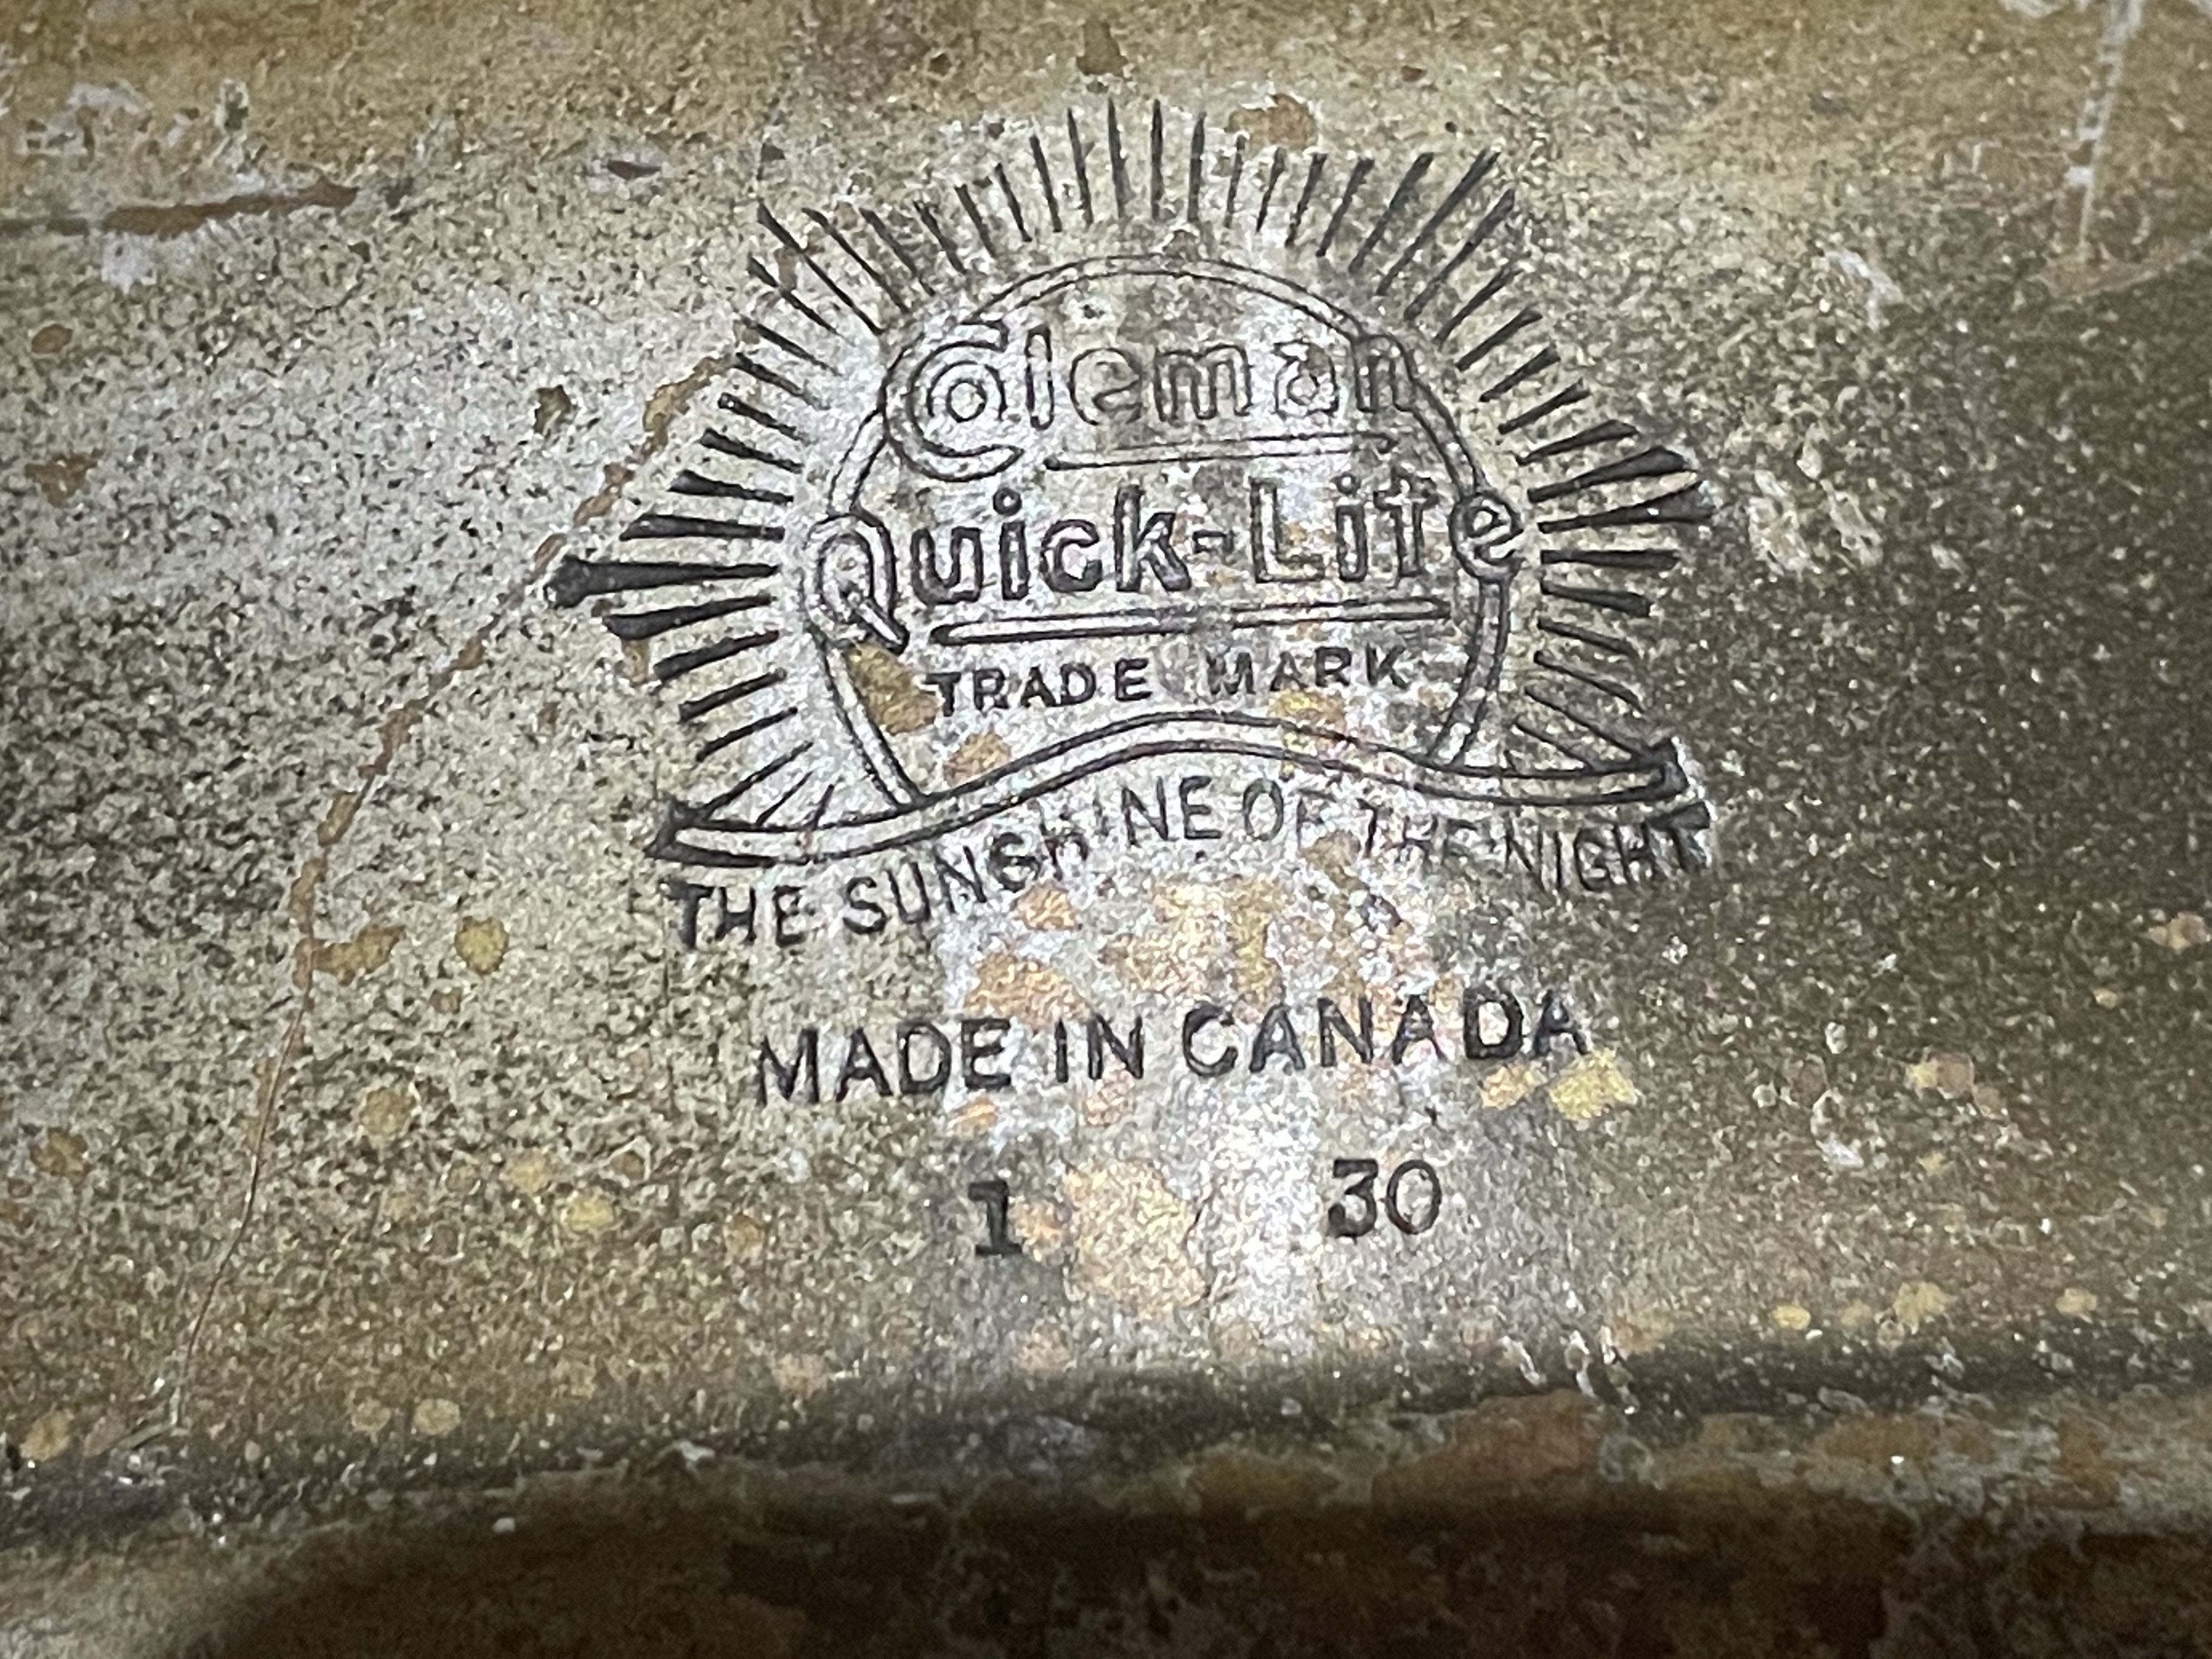 Coleman
Quick-Lite
TRADE MARK
THE SUNSHINE OF THE NIGHT
MADE IN CANADA
1 30